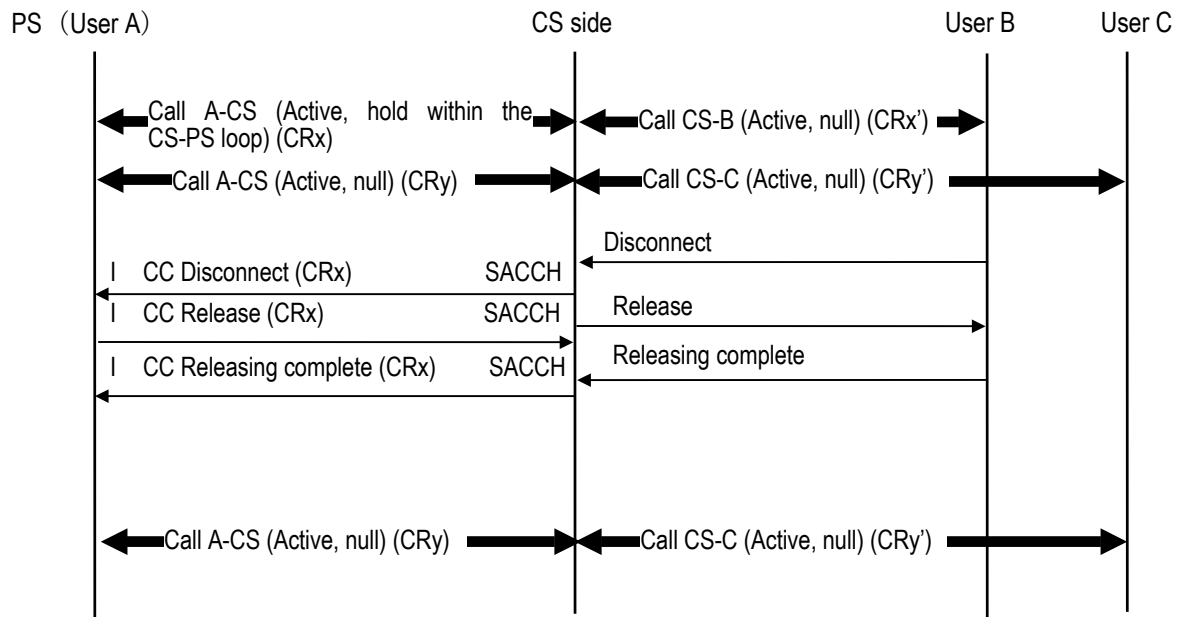 PS （User A） CS side User B User C
Call A-CS (Active, hold within the
CS-PS loop) (CRx)
Call CS-B (Active, null) (CRx’)
Call A-CS (Active, null) (CRy) Call CS-C (Active, null) (CRy’)
Disconnect
I CC Disconnect (CRx) SACCH
I CC Release (CRx) SACCH Release
I CC Releasing complete (CRx) SACCH Releasing complete
Call A-CS (Active, null) (CRy) Call CS-C (Active, null) (CRy’)